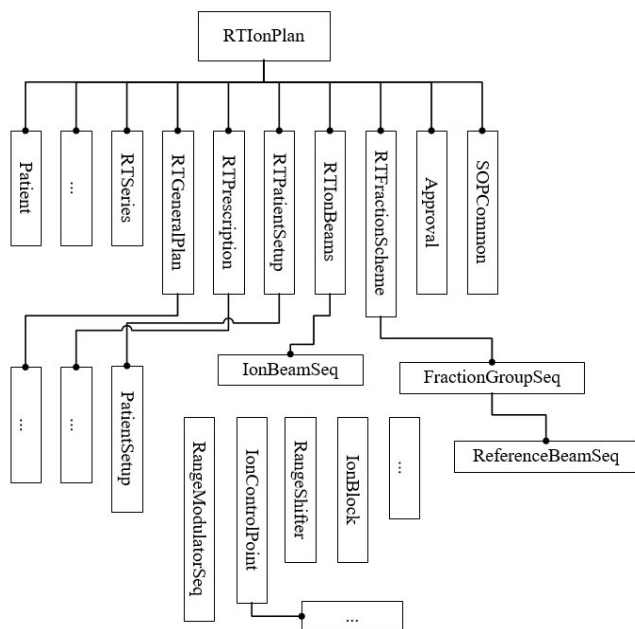 RTIonPlan
Patient
...
RTSeries
RTGeneralPlan
RTPrescription
RTPatientSetup
RTIonBeams
RTFractionScheme
Approval
SOPCommon
...
...
PatientSetup
IonBeamSeq
FractionGroupSeq
ReferenceBeamSeq
RangeModulatorSeq
IonControlPoint
RangeShifter
IonBlock
...
...